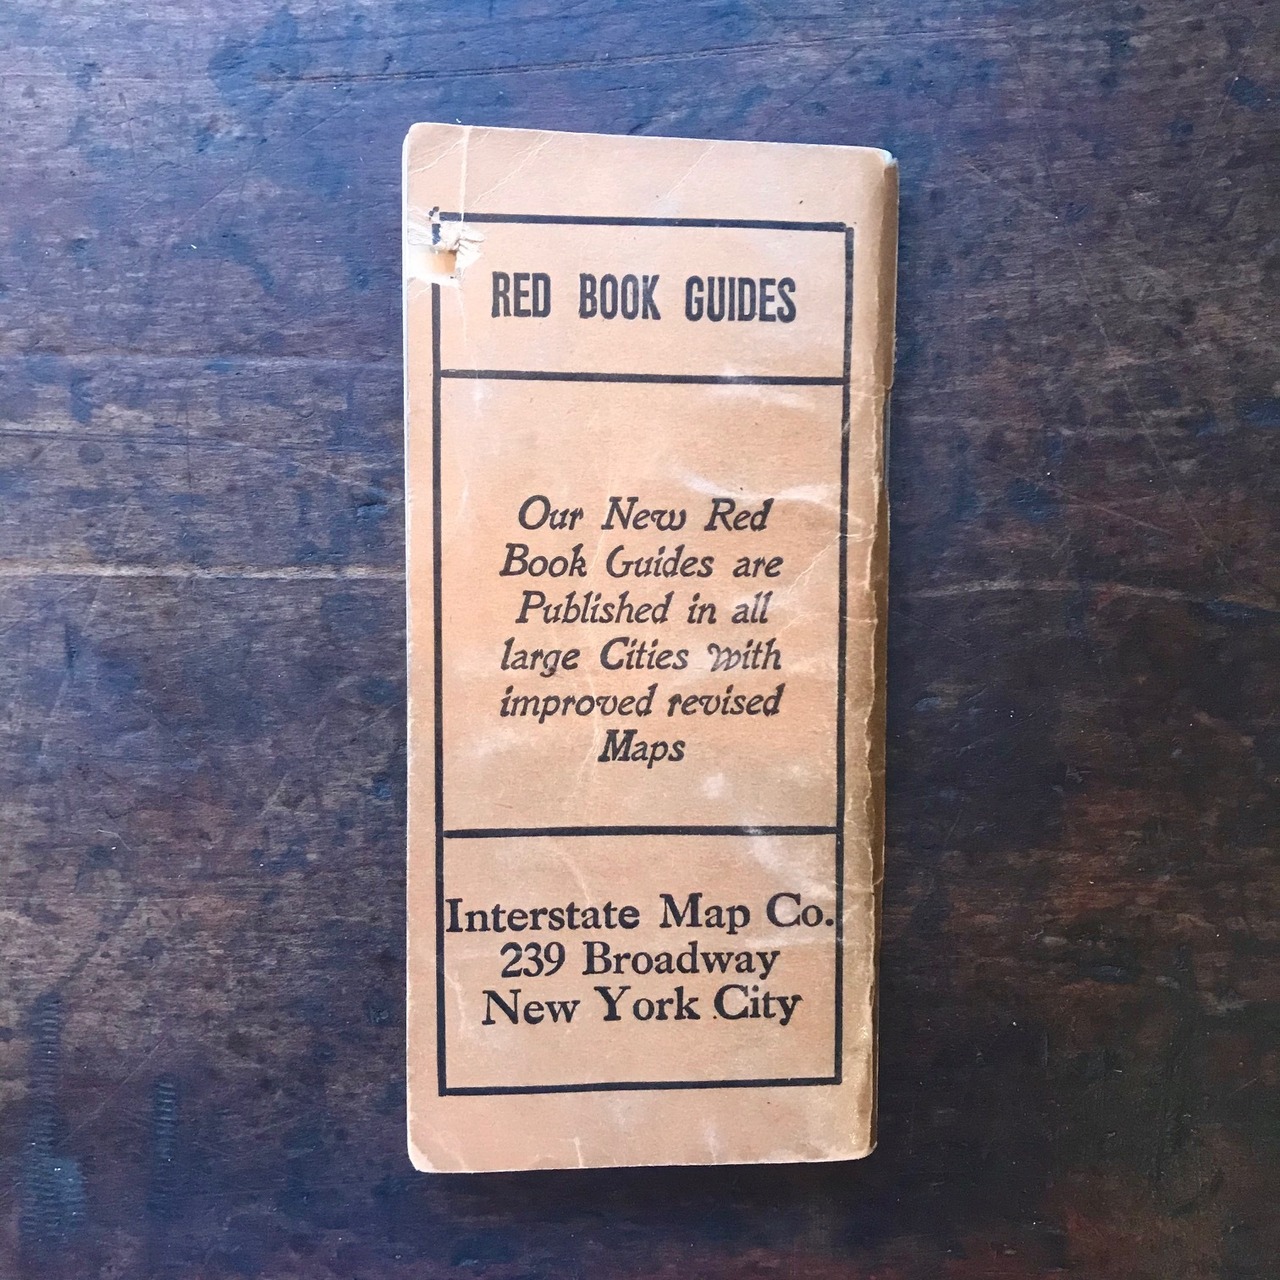 RED BOOK GUIDES
Our New Red
Book Guides are
Published in all
large Cities with
improved revised
Maps
Interstate Map Co.
239 Broadway
New York City